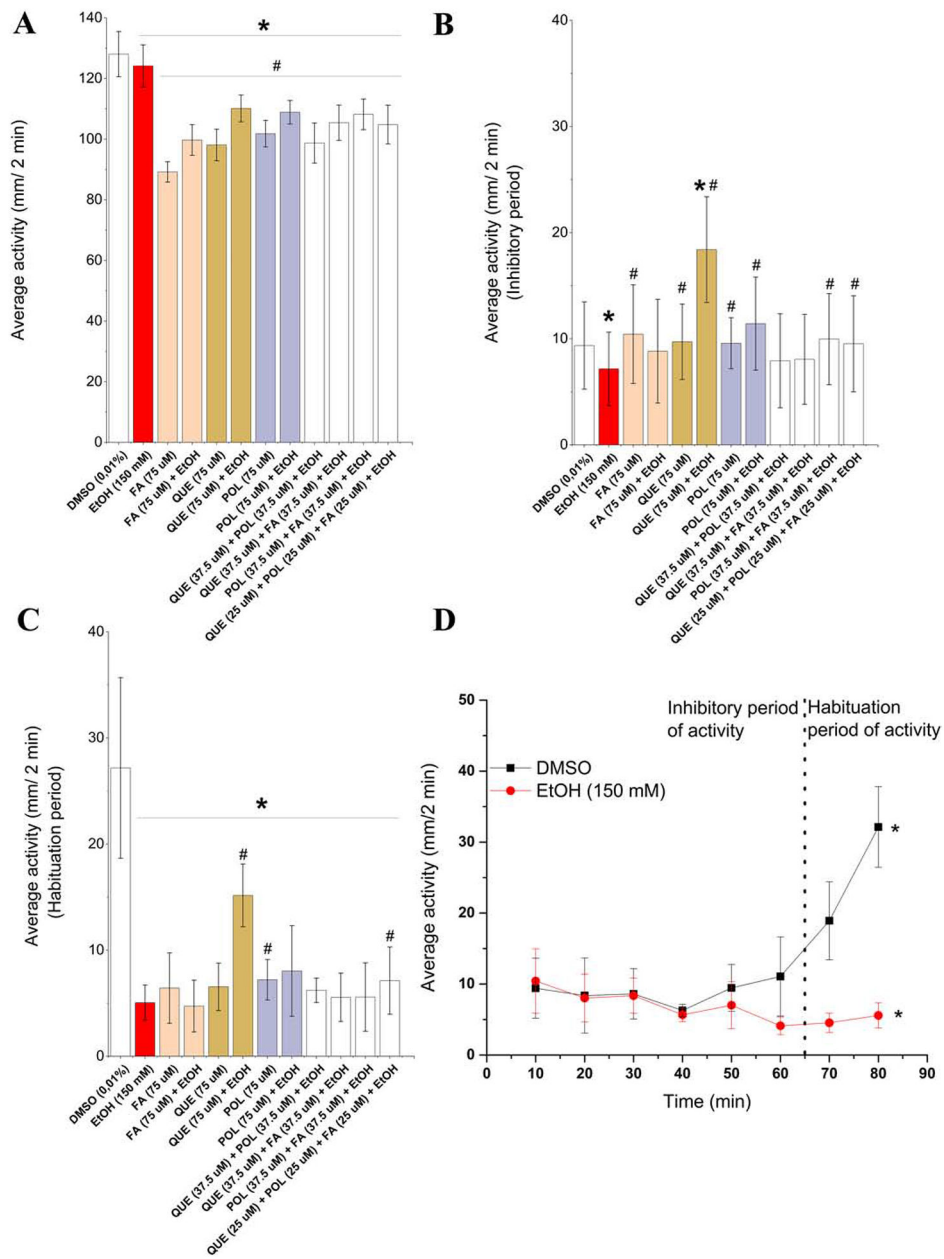 A
Average activity (mm/ 2 min)
140
120
100
80
60
40
20
0
*
#
DMSO (0,01%)
EtOH (150 mM)
FA (75 uM)
FA (75 uM) + EtOH
QUE (75 uM)
QUE (75 uM) + EtOH
POL (75 uM)
POL (75 uM) + EtOH
QUE (37.5 uM) + POL (37.5 uM) + EtOH
QUE (37.5 uM) + FA (37.5 uM) + EtOH
POL (37.5 uM) + FA (37.5 uM) + EtOH
QUE (25 uM) + POL (25 uM) + FA (25 uM) + EtOH
B
Average activity (mm/ 2 min)
(Inhibitory period)
40
30
20
10
0
*
#
#
*#
#
#
#
#
DMSO (0,01%)
EtOH (150 mM)
FA (75 uM)
FA (75 uM) + EtOH
QUE (75 uM)
QUE (75 uM) + EtOH
POL (75 uM)
POL (75 uM) + EtOH
QUE (37.5 uM) + POL (37.5 uM) + EtOH
QUE (37.5 uM) + FA (37.5 uM) + EtOH
POL (37.5 uM) + FA (37.5 uM) + EtOH
QUE (25 uM) + POL (25 uM) + FA (25 uM) + EtOH
C
Average activity (mm/ 2 min)
(Habituation period)
40
30
20
10
0
*
#
#
#
DMSO (0,01%)
EtOH (150 mM)
FA (75 uM)
FA (75 uM) + EtOH
QUE (75 uM)
QUE (75 uM) + EtOH
POL (75 uM)
POL (75 uM) + EtOH
QUE (37.5 uM) + POL (37.5 uM) + EtOH
QUE (37.5 uM) + FA (37.5 uM) + EtOH
POL (37.5 uM) + FA (37.5 uM) + EtOH
QUE (25 uM) + POL (25 uM) + FA (25 uM) + EtOH
D
Average activity (mm/2 min)
50
40
30
20
10
0
Inhibitory period
of activity
Habituation
period of activity
DMSO
EtOH (150 mM)
*
*
0 10 20 30 40 50 60 70 80 90
Time (min)